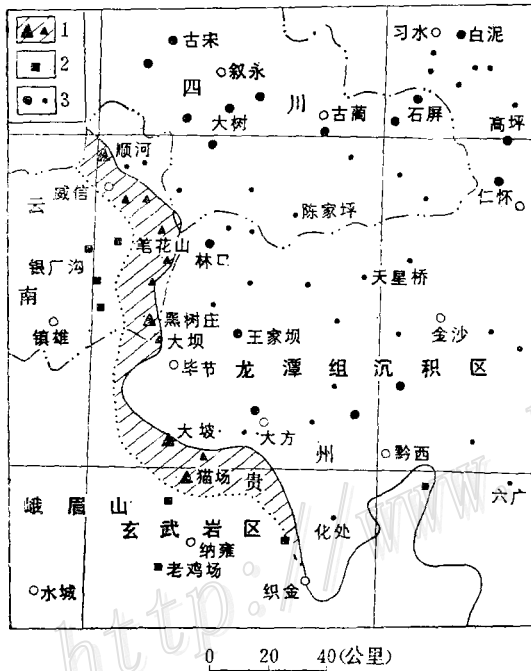 1
2
3
古宋
叙永
四川
大树
古蔺
习水
白泥
石屏
高坪
仁怀
顺河
威信
云南
笔花山
林口
陈家坪
天星桥
银厂沟
镇雄
黑树庄
大坝
王家坝
金沙
毕节
龙潭组沉积区
大坡
大方
黔西
猫场
贵州
六广
峨眉山
玄武岩区
化处
纳雍
老鸡场
水城
织金
http://www.
0 20 40(公里)